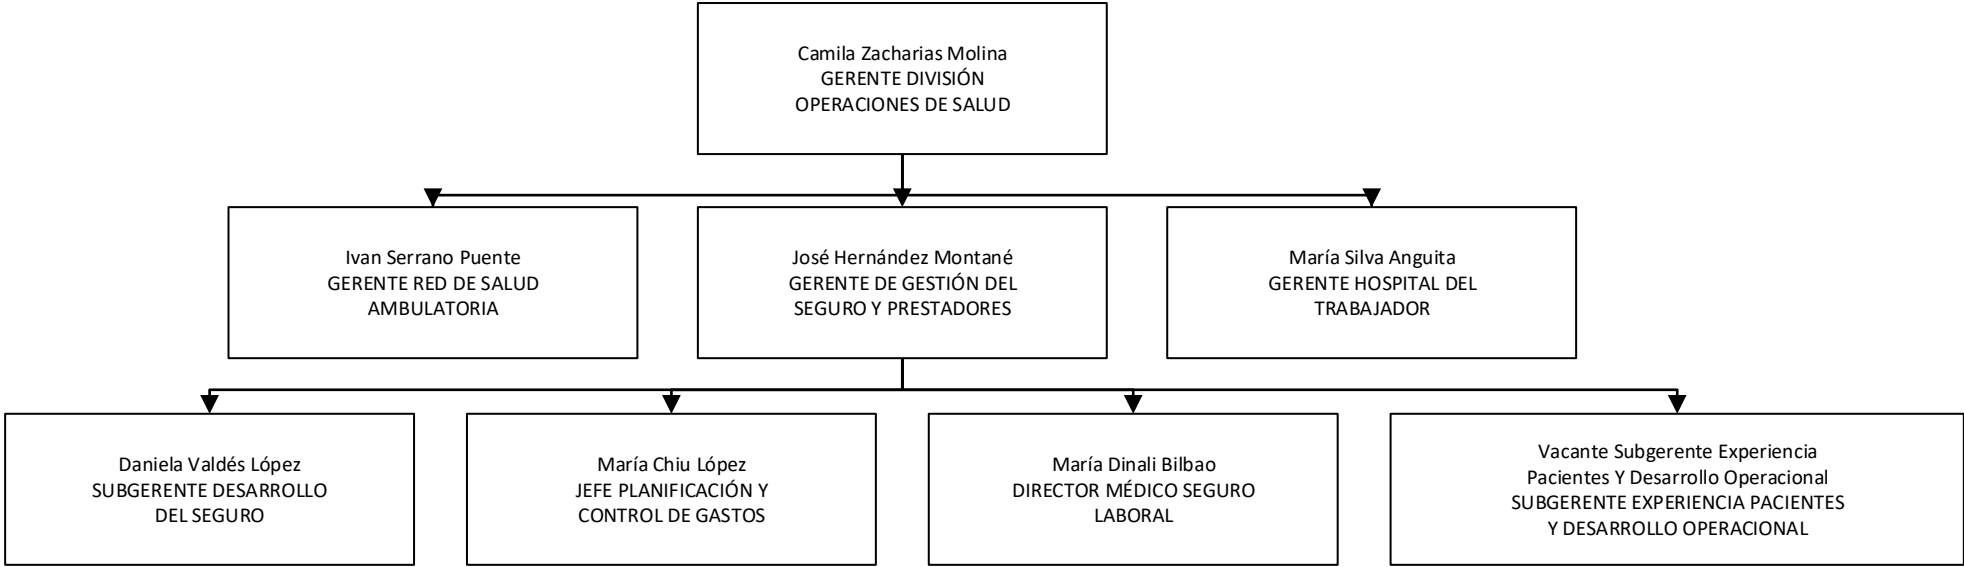 Camila Zacharias Molina
GERENTE DIVISIÓN
OPERACIONES DE SALUD
Ivan Serrano Puente
GERENTE RED DE SALUD
AMBULATORIA
José Hernández Montané
GERENTE DE GESTIÓN DEL
SEGURO Y PRESTADORES
María Silva Anguita
GERENTE HOSPITAL DEL
TRABAJADOR
Daniela Valdés López
SUBGERENTE DESARROLLO
DEL SEGURO
María Chiu López
JEFE PLANIFICACIÓN Y
CONTROL DE GASTOS
María Dinali Bilbao
DIRECTOR MÉDICO SEGURO
LABORAL
Vacante Subgerente Experiencia
Pacientes Y Desarrollo Operacional
SUBGERENTE EXPERIENCIA PACIENTES
Y DESARROLLO OPERACIONAL